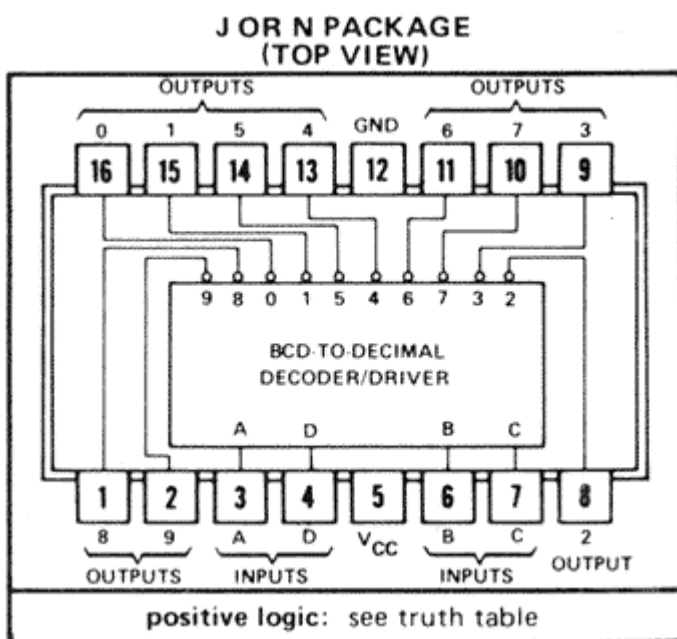 J OR N PACKAGE
(TOP VIEW)
OUTPUTS OUTPUTS
0 1 5 4 GND 6 7 3
16 15 14 13 12 11 10 9
9 8 0 1 5 4 6 7 3 2
BCD-TO-DECIMAL
DECODER/DRIVER
A D B C
1 2 3 4 5 6 7 8
8 9 A D VCC B C 2
OUTPUTS INPUTS INPUTS OUTPUT
positive logic: see truth table